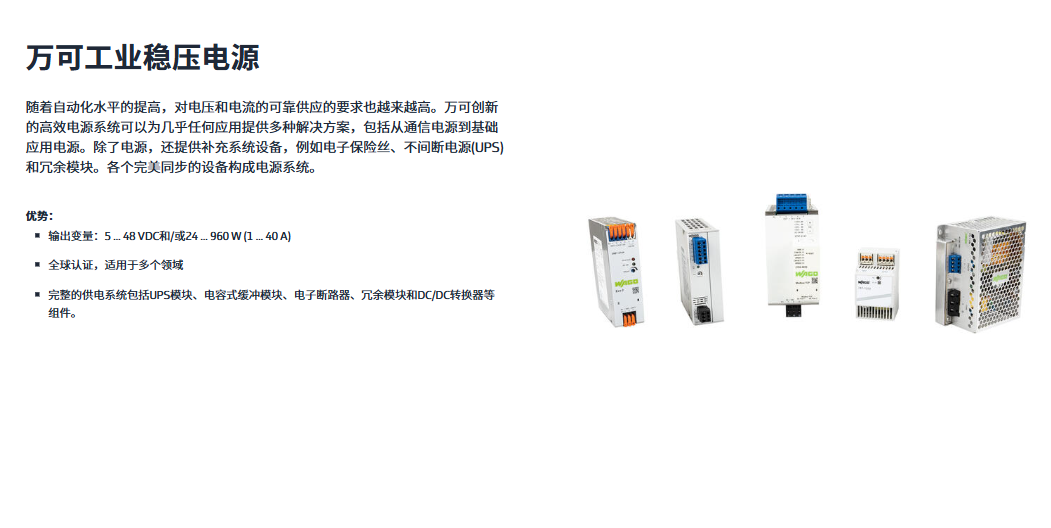 万可工业稳压电源
随着自动化水平的提高，对电压和电流的可靠供应的要求也越来越高。万可创新
的高效电源系统可以为几乎任何应用提供多种解决方案，包括从通信电源到基础
应用电源。除了电源，还提供补充系统设备，例如电子保险丝、不间断电源(UPS)
和冗余模块。各个完美同步的设备构成电源系统。
优势：
输出变量：5 ... 48 VDC和/或24 ... 960 W (1 ... 40 A)
全球认证，适用于多个领域
完整的供电系统包括UPS模块、电容式缓冲模块、电子断路器、冗余模块和DC/DC转换器等
组件。
WAGO
WAGO
WAGO